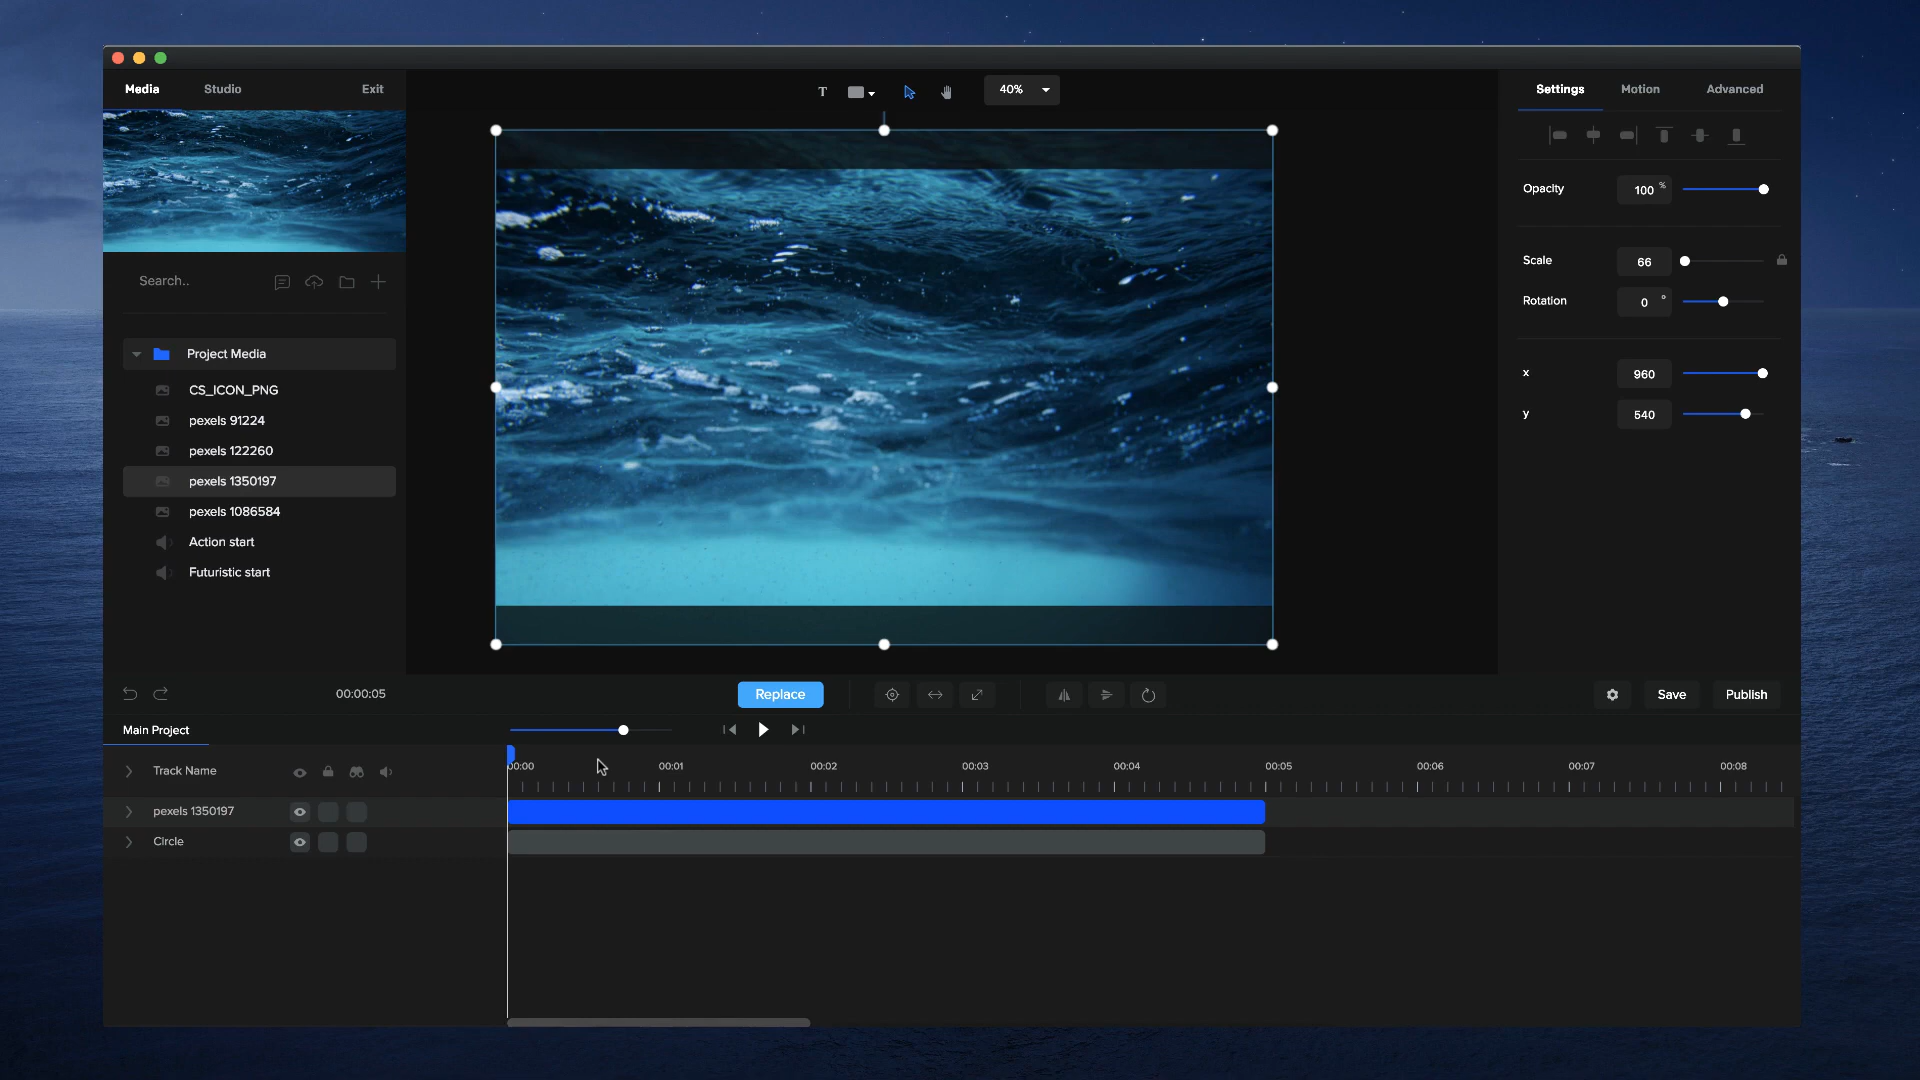 Media Studio Exit
T 40%
Settings Motion Advanced
Opacity 100 %
Search..
Scale 66
Rotation 0 °
Project Media
x 960
CS_ICON_PNG
y 540
pexels 91224
pexels 122260
pexels 1350197
pexels 1086584
Action start
Futuristic start
00:00:05 Replace Save Publish
Main Project
Track Name 00:00 00:01 00:02 00:03 00:04 00:05 00:06 00:07 00:08
pexels 1350197
Circle